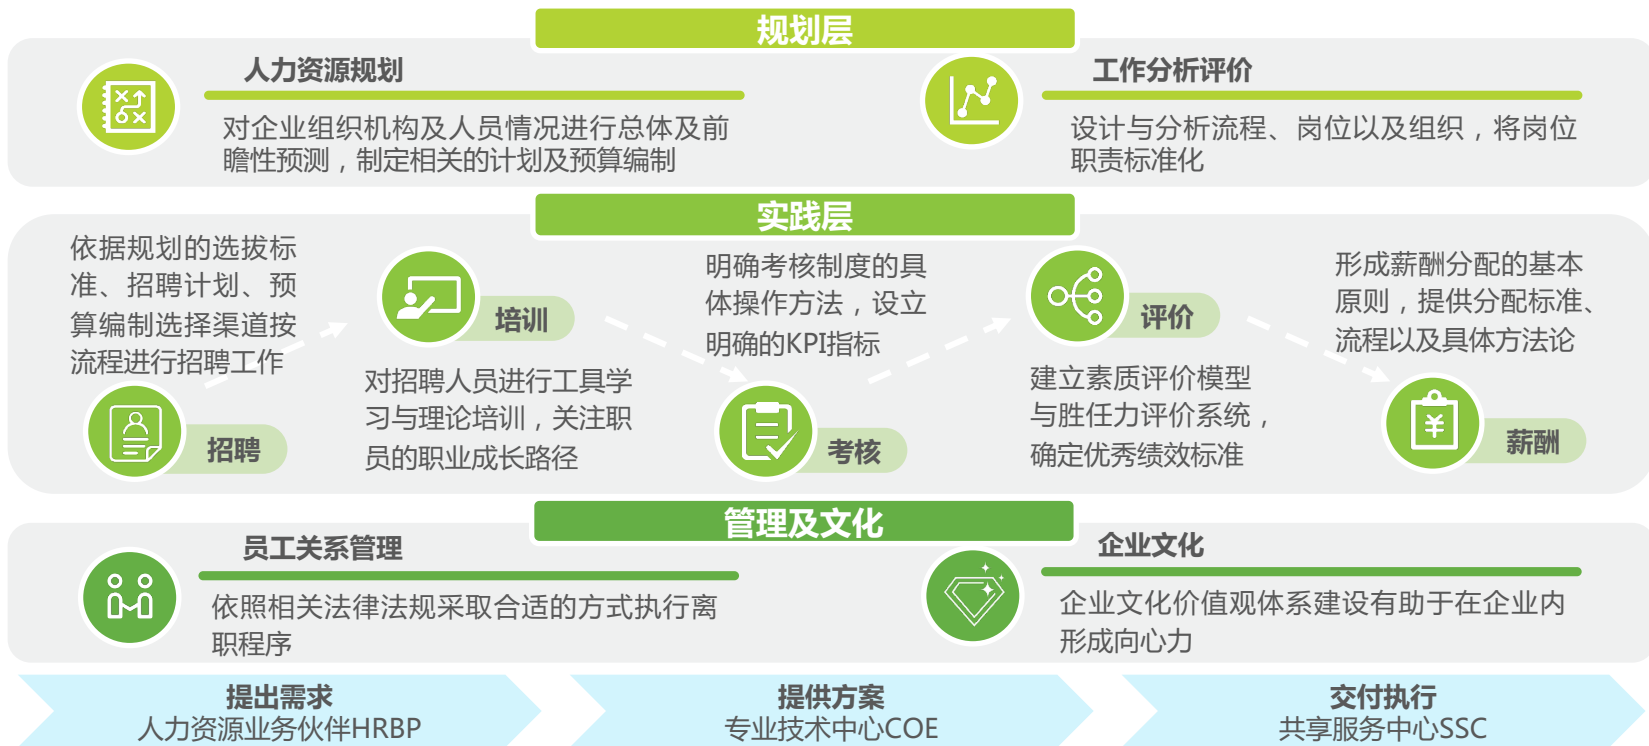 规划层
人力资源规划
对企业组织机构及人员情况进行总体及前
瞻性预测，制定相关的计划及预算编制
工作分析评价
设计与分析流程、岗位以及组织，将岗位
职责标准化
实践层
依据规划的选拔标
准、招聘计划、预
算编制选择渠道按
流程进行招聘工作
招聘
培训
对招聘人员进行工具学
习与理论培训，关注职
员的职业成长路径
明确考核制度的具
体操作方法，设立
明确的KPI指标
考核
评价
建立素质评价模型
与胜任力评价系统，
确定优秀绩效标准
形成薪酬分配的基本
原则，提供分配标准、
流程以及具体方法论
¥
薪酬
管理及文化
员工关系管理
依照相关法律法规采取合适的方式执行离
职程序
企业文化
企业文化价值观体系建设有助于在企业内
形成向心力
提出需求
人力资源业务伙伴HRBP
提供方案
专业技术中心COE
交付执行
共享服务中心SSC